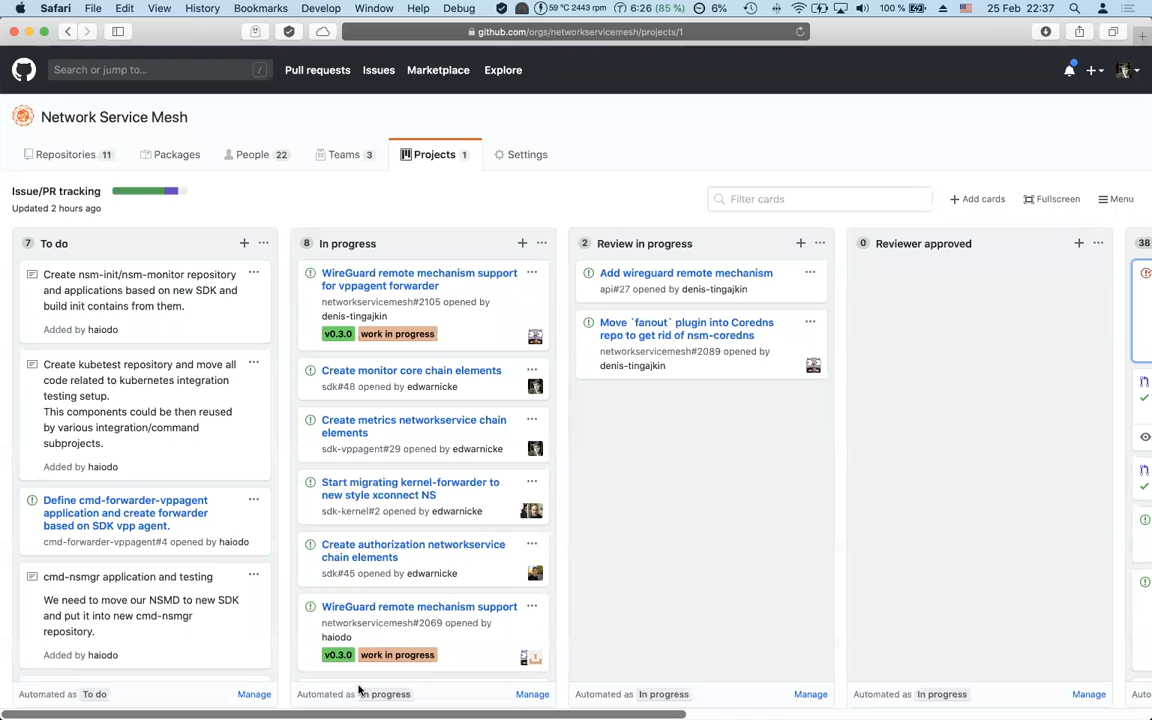 Safari File Edit View History Bookmarks Develop Window Help Debug 59 °C 2443 rpm 6:26 (85 %) 6% 100 % 25 Feb 22:37
github.com/orgs/networkservicemesh/projects/1
Search or jump to... / Pull requests Issues Marketplace Explore
Network Service Mesh
Repositories 11 Packages People 22 Teams 3 Projects 1 Settings
Issue/PR tracking
Updated 2 hours ago
Filter cards
Add cards Fullscreen Menu
7 To do
Create nsm-init/nsm-monitor repository
and applications based on new SDK and
build init contains from them.
Added by haiodo
Create kubetest repository and move all
code related to kubernetes integration
testing setup.
This components could be then reused
by various integration/command
subprojects.
Added by haiodo
Define cmd-forwarder-vppagent
application and create forwarder
based on SDK vpp agent.
cmd-forwarder-vppagent#4 opened by haiodo
cmd-nsmgr application and testing
We need to move our NSMD to new SDK
and put it into new cmd-nsmgr
repository.
Added by haiodo
Automated as To do Manage
8 In progress
WireGuard remote mechanism support
for vppagent forwarder
networkservicemesh#2105 opened by
denis-tingajkin
v0.3.0 work in progress
Create monitor core chain elements
sdk#48 opened by edwarnicke
Create metrics networkservice chain
elements
sdk-vppagent#29 opened by edwarnicke
Start migrating kernel-forwarder to
new style xconnect NS
sdk-kernel#2 opened by edwarnicke
Create authorization networkservice
chain elements
sdk#45 opened by edwarnicke
WireGuard remote mechanism support
networkservicemesh#2069 opened by
haiodo
v0.3.0 work in progress
Automated as In progress Manage
2 Review in progress
Add wireguard remote mechanism
api#27 opened by denis-tingajkin
Move `fanout` plugin into Coredns
repo to get rid of nsm-coredns
networkservicemesh#2089 opened by
denis-tingajkin
Automated as In progress Manage
0 Reviewer approved
Automated as In progress Manage
38
Auto